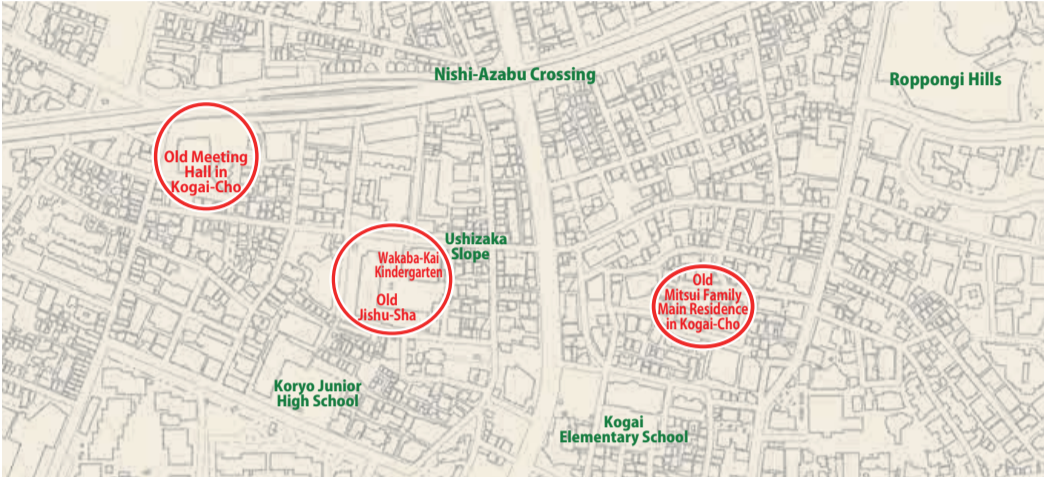 Nishi-Azabu Crossing
Roppongi Hills
Old Meeting
Hall in
Kogai-Cho
Ushizaka
Slope
Wakaba-Kai
Kindergarten
Old
Jishu-Sha
Old
Mitsui Family
Main Residence
in Kogai-Cho
Koryo Junior
High School
Kogai
Elementary School